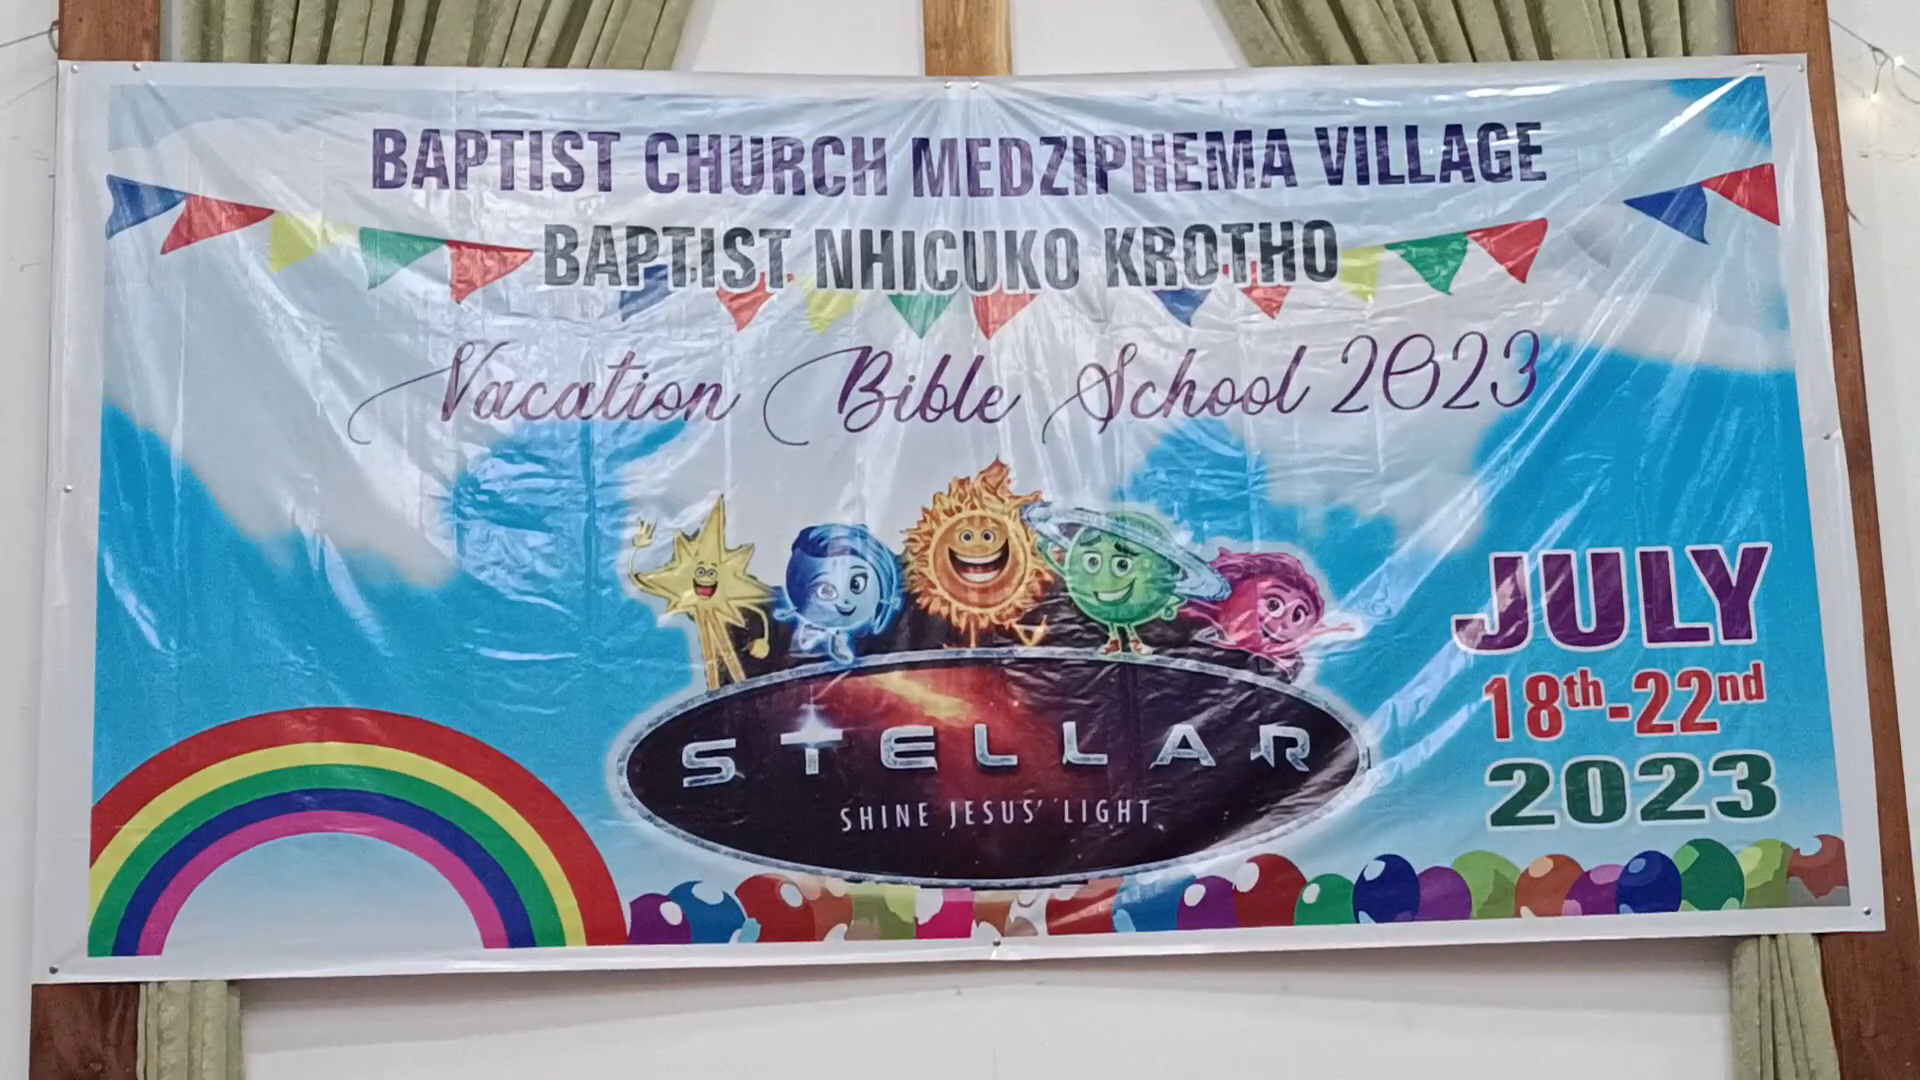 BAPTIST CHURCH MEDZIPHEMA VILLAGE
BAPTIST NHICUKO KROTHO
Vacation Bible School 2023
STELLAR
SHINE JESUS' LIGHT
JULY
18th-22nd
2023